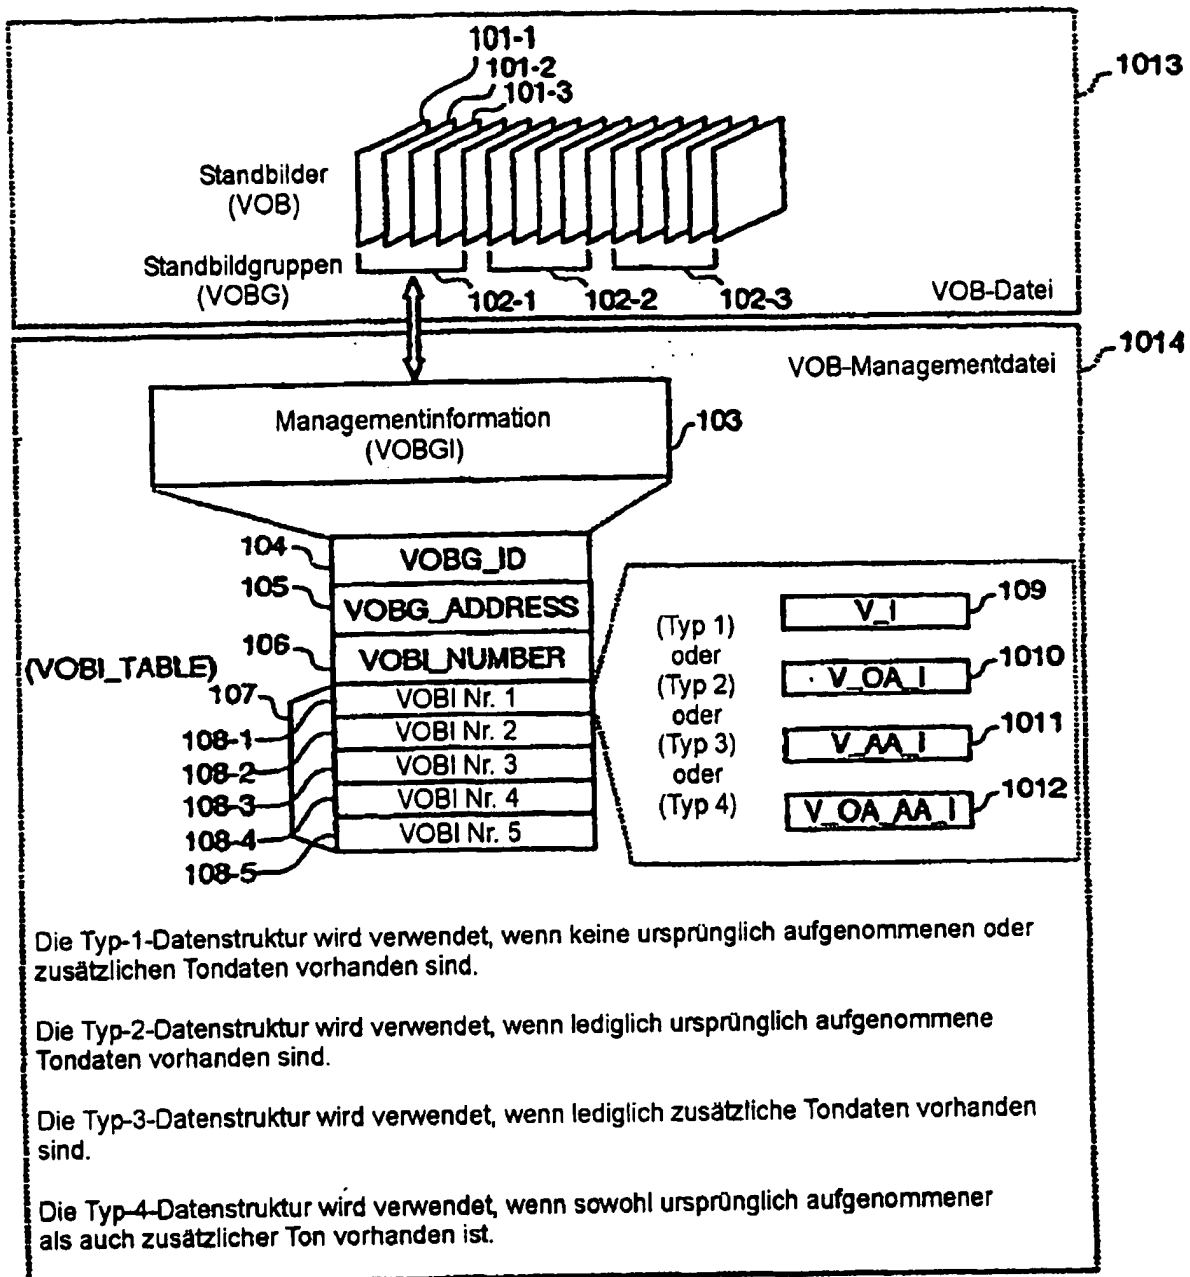 101-1
101-2
101-3
1013
Standbilder
(VOB)
Standbildgruppen
(VOBG)
102-1
102-2
102-3
VOB-Datei
1014
VOB-Managementdatei
Managementinformation
(VOBGI)
103
104
VOBG_ID
105
VOBG_ADDRESS
106
VOBI_NUMBER
(VOBI_TABLE)
107
VOBI Nr. 1
108-1
VOBI Nr. 2
108-2
VOBI Nr. 3
108-3
VOBI Nr. 4
108-4
VOBI Nr. 5
108-5
(Typ 1)
oder
(Typ 2)
oder
(Typ 3)
oder
(Typ 4)
109
V_I
1010
V_OA_I
1011
V_AA_I
1012
V_OA_AA_I
Die Typ-1-Datenstruktur wird verwendet, wenn keine ursprünglich aufgenommenen oder
zusätzlichen Tondaten vorhanden sind.
Die Typ-2-Datenstruktur wird verwendet, wenn lediglich ursprünglich aufgenommene
Tondaten vorhanden sind.
Die Typ-3-Datenstruktur wird verwendet, wenn lediglich zusätzliche Tondaten vorhanden
sind.
Die Typ-4-Datenstruktur wird verwendet, wenn sowohl ursprünglich aufgenommener
als auch zusätzlicher Ton vorhanden ist.